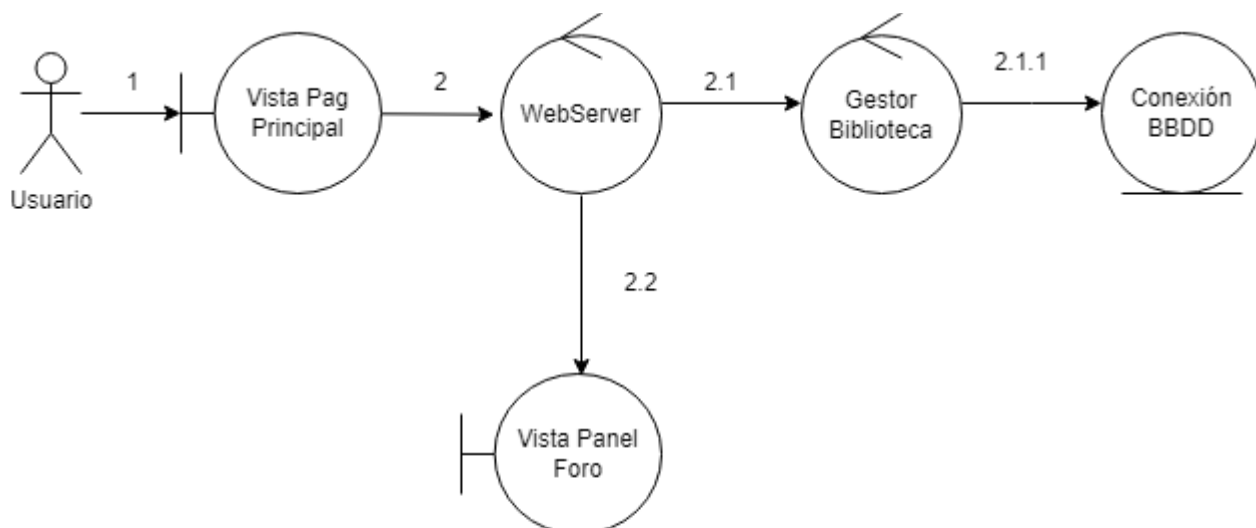 1
2
2.1
2.1.1
Usuario
Vista Pag
Principal
WebServer
Gestor
Biblioteca
Conexión
BBDD
2.2
Vista Panel
Foro